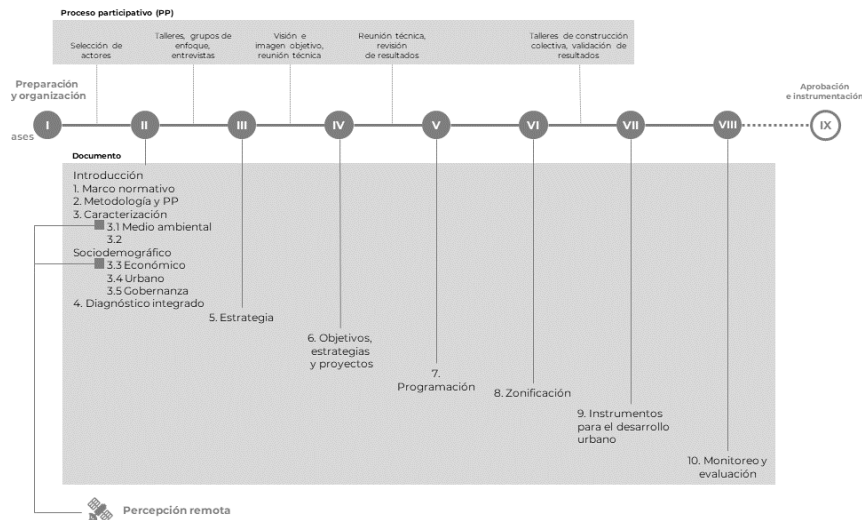 Proceso participativo (PP)
Selección de
actores
Talleres, grupos de
enfoque,
entrevistas
Visión e
imagen objetivo,
reunión técnica
Reunión técnica,
revisión
de resultados
Talleres de construcción
colectiva, validación de
resultados
Preparación
y organización
Aprobación
e instrumentación
ases
I
II
III
IV
V
VI
VII
VIII
IX
Documento
Introducción
1. Marco normativo
2. Metodología y PP
3. Caracterización
3.1 Medio ambiental
3.2
Sociodemográfico
3.3 Económico
3.4 Urbano
3.5 Gobernanza
4. Diagnóstico integrado
5. Estrategia
6. Objetivos,
estrategias
y proyectos
7.
Programación
8. Zonificación
9. Instrumentos
para el desarrollo
urbano
10. Monitoreo y
evaluación
Percepción remota